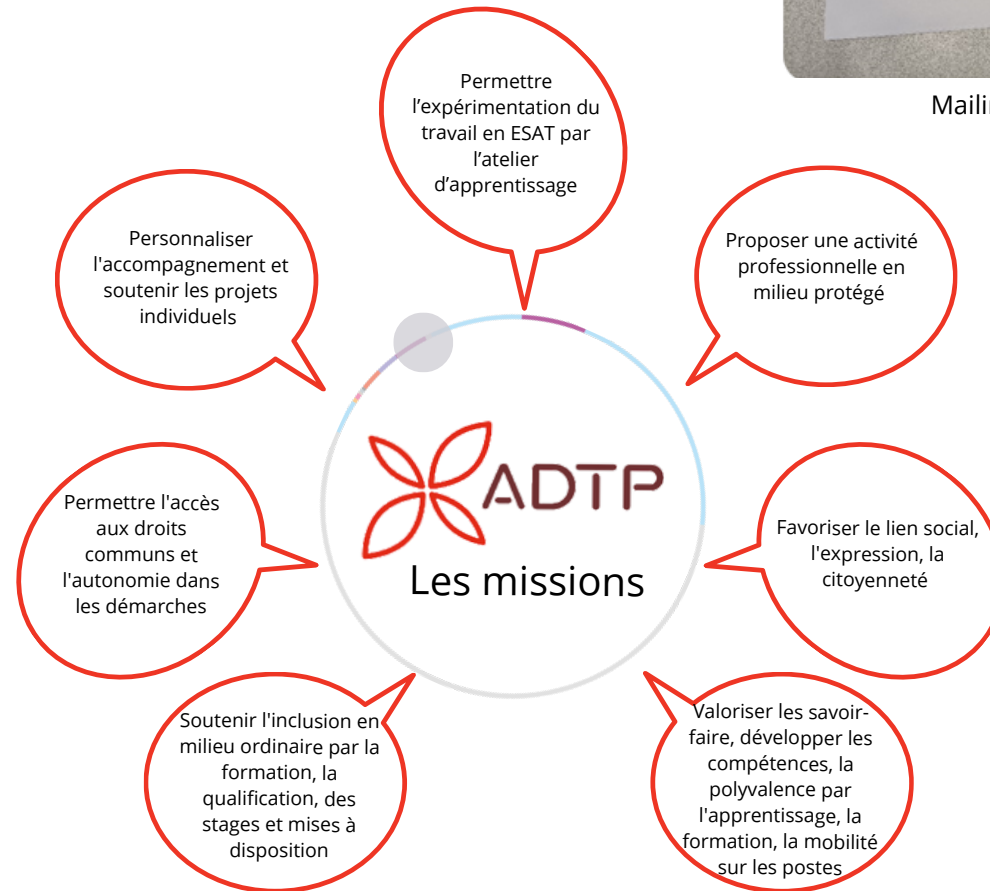 Mailin
Permettre
l'expérimentation du
travail en ESAT par
l'atelier
d'apprentissage
Personnaliser
l'accompagnement et
soutenir les projets
individuels
Proposer une activité
professionnelle en
milieu protégé
ADTP
Les missions
Permettre l'accès
aux droits
communs et
l'autonomie dans
les démarches
Favoriser le lien social,
l'expression, la
citoyenneté
Soutenir l'inclusion en
milieu ordinaire par la
formation, la
qualification, des
stages et mises à
disposition
Valoriser les savoir-
faire, développer les
compétences, la
polyvalence par
l'apprentissage, la
formation, la mobilité
sur les postes